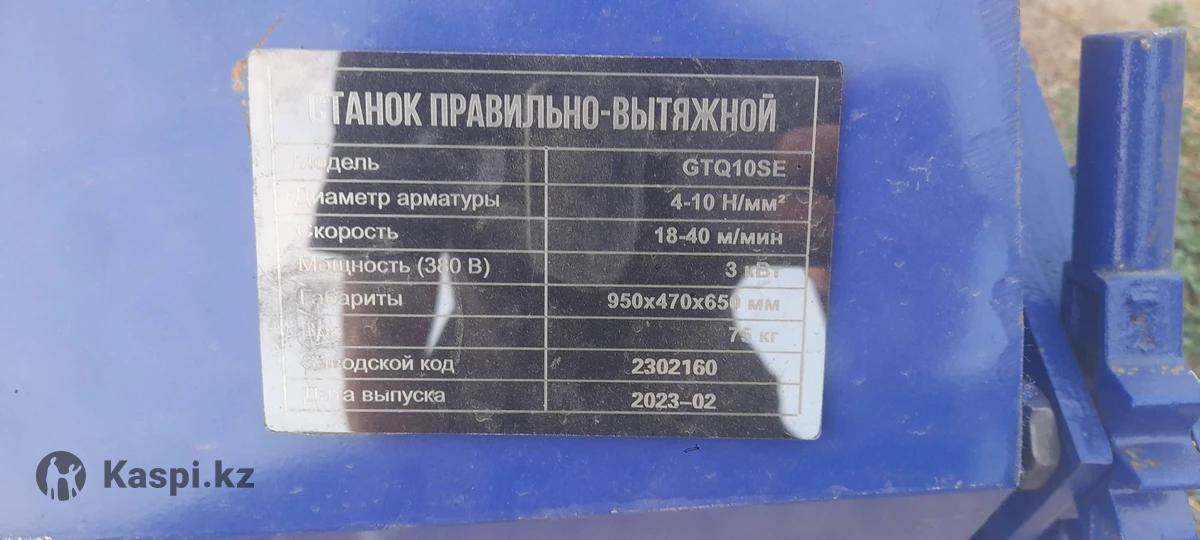 СТАНОК ПРАВИЛЬНО-ВЫТЯЖНОЙ
Модель GTQ10SE
Диаметр арматуры 4-10 Н/мм²
Скорость 18-40 м/мин
Мощность (380 В) 3 кВт
Габариты 950x470x650 мм
75 кг
Заводской код 2302160
Дата выпуска 2023-02
Kaspi.kz